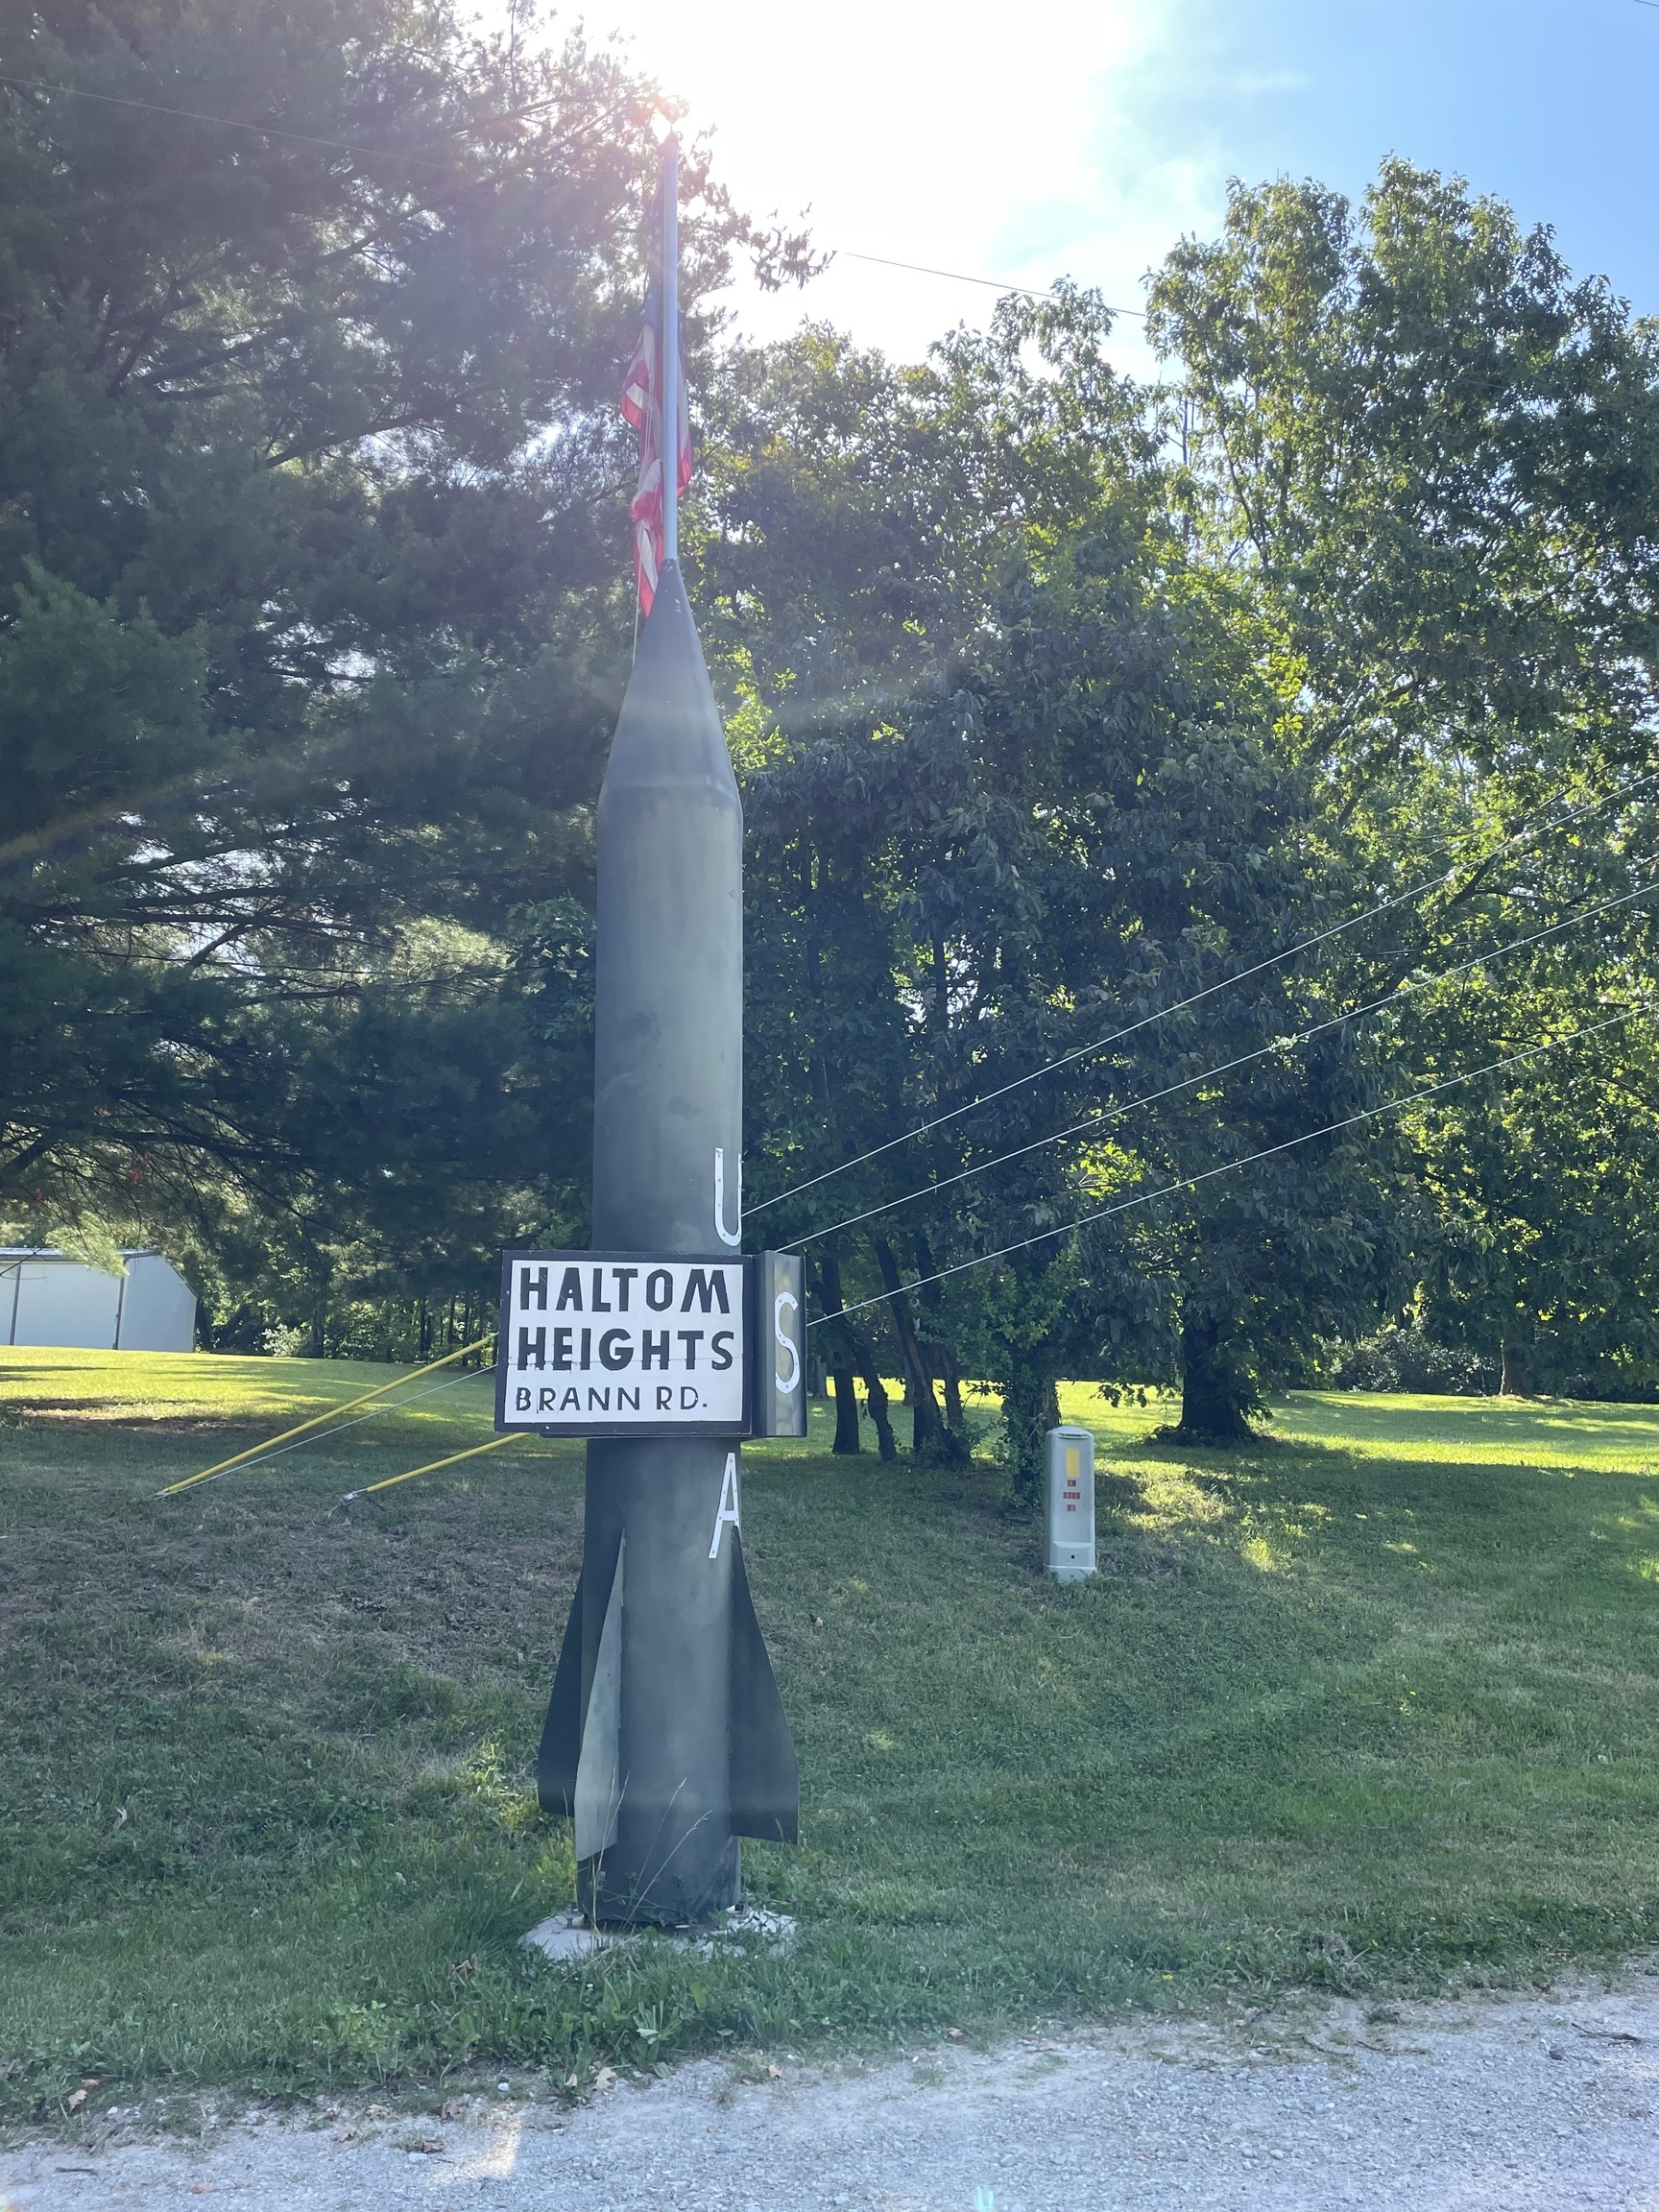 U
HALTOM
HEIGHTS
BRANN RD.
S
A